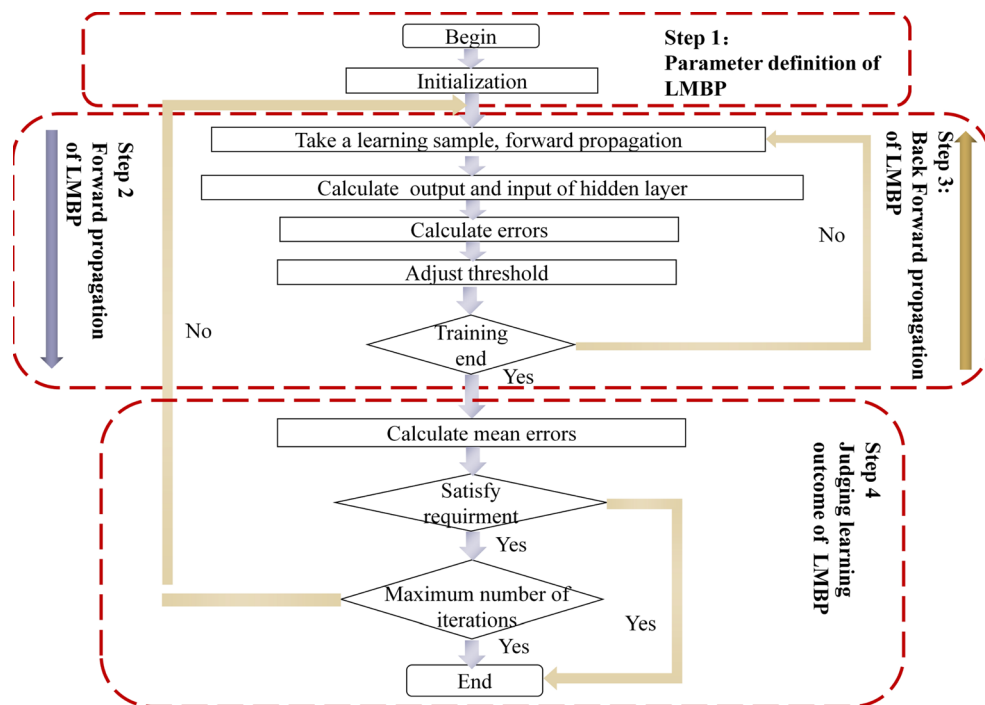 Begin
Initialization
Step 1:
Parameter definition of
LMBP
Take a learning sample, forward propagation
Calculate output and input of hidden layer
Calculate errors
Adjust threshold
Training
end
Yes
No
No
Step 2
Forward propagation
of LMBP
Step 3:
Back Forward propagation
of LMBP
Calculate mean errors
Satisfy
requirment
Yes
Maximum number of
iterations
Yes
Yes
End
Step 4
Judging learning
outcome of LMBP